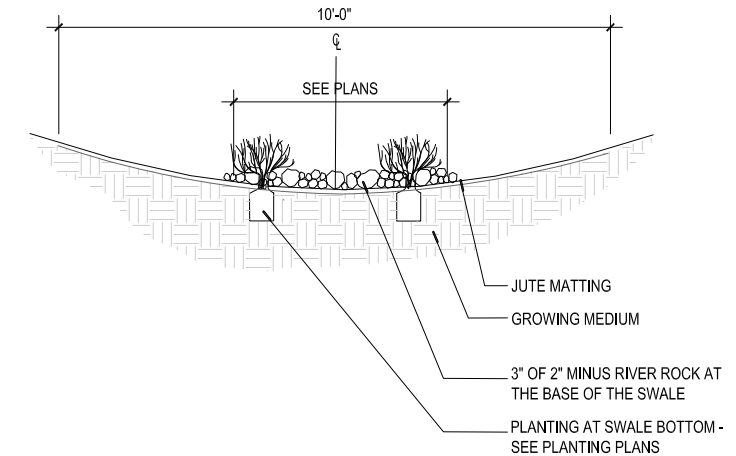 10'-0"
℄
SEE PLANS
JUTE MATTING
GROWING MEDIUM
3" OF 2" MINUS RIVER ROCK AT
THE BASE OF THE SWALE
PLANTING AT SWALE BOTTOM -
SEE PLANTING PLANS